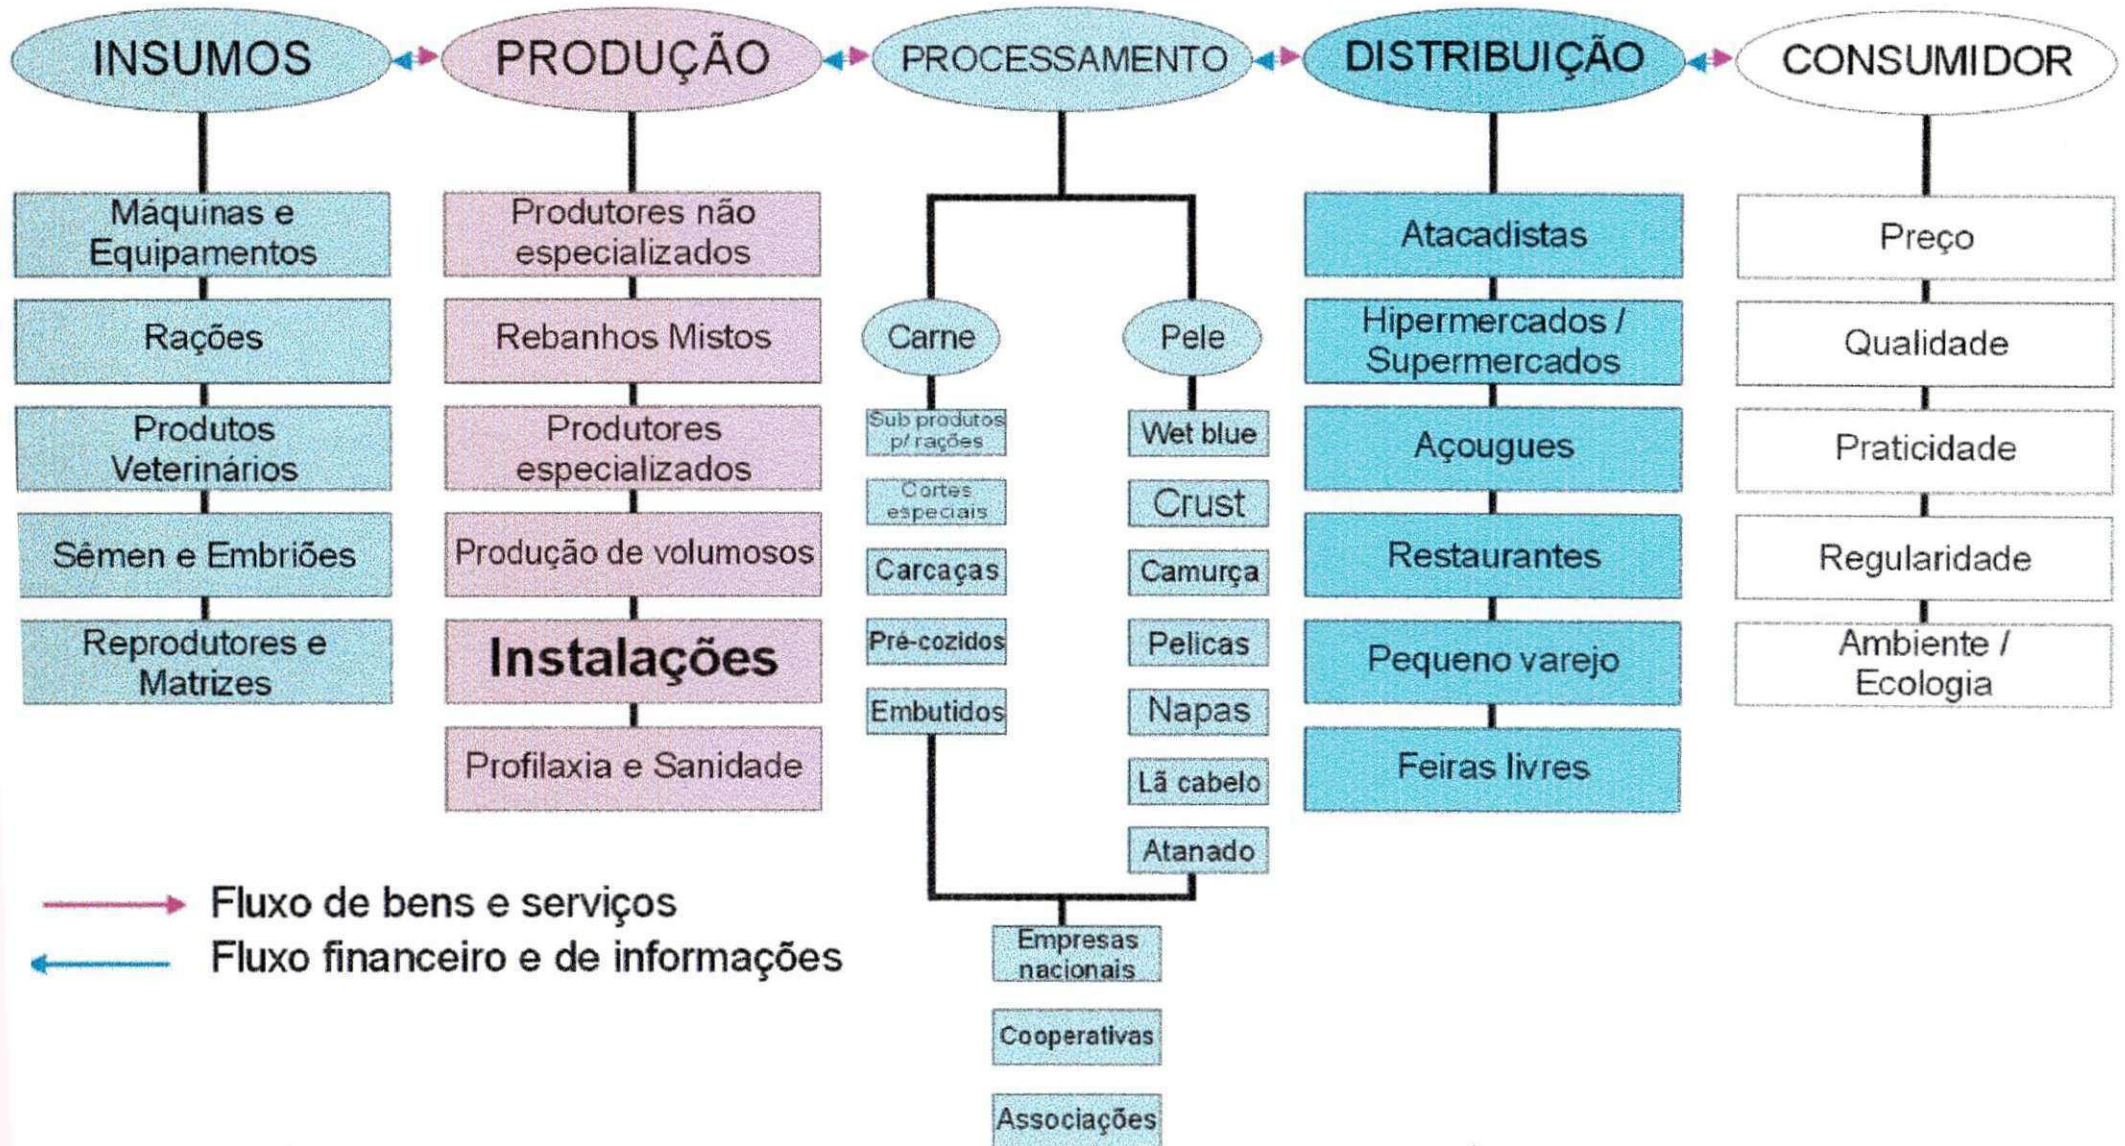 INSUMOS
PRODUÇÃO
PROCESSAMENTO
DISTRIBUIÇÃO
CONSUMIDOR
Máquinas e
Equipamentos
Rações
Produtos
Veterinários
Sêmen e Embriões
Reprodutores e
Matrizes
Produtores não
especializados
Rebanhos Mistos
Produtores
especializados
Produção de volumosos
Instalações
Profilaxia e Sanidade
Carne
Sub produtos
p/ rações
Cortes
especiais
Carcaças
Pré-cozidos
Embutidos
Pele
Wet blue
Crust
Camurça
Pelicas
Napas
Lã cabelo
Atanado
Empresas
nacionais
Cooperativas
Associações
Atacadistas
Hipermercados /
Supermercados
Açougues
Restaurantes
Pequeno varejo
Feiras livres
Preço
Qualidade
Praticidade
Regularidade
Ambiente /
Ecologia
Fluxo de bens e serviços
Fluxo financeiro e de informações